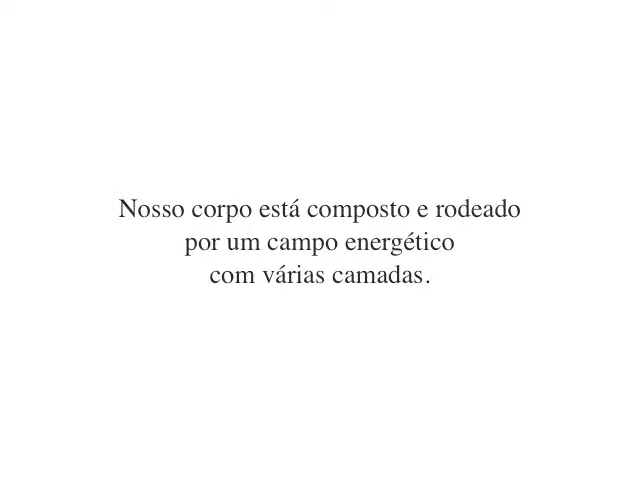 Nosso corpo está composto e rodeado
por um campo energético
com várias camadas.